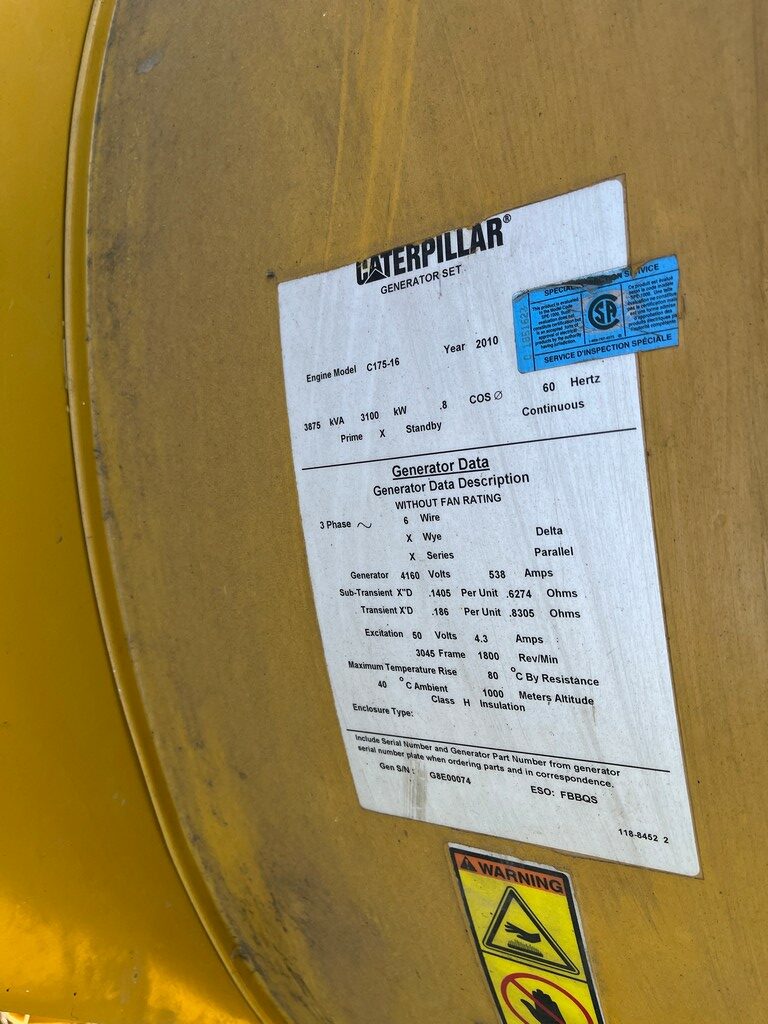 CATERPILLAR®
GENERATOR SET
Engine Model C175-16 Year 2010
3875 kVA 3100 kW .8 COS ∅ 60 Hertz
Prime X Standby Continuous
Generator Data
Generator Data Description
WITHOUT FAN RATING
3 Phase ~ 6 Wire
X Wye Delta
X Series Parallel
Generator 4160 Volts 538 Amps
Sub-Transient X"D .1405 Per Unit .6274 Ohms
Transient X'D .186 Per Unit .8305 Ohms
Excitation 50 Volts 4.3 Amps
3045 Frame 1800 Rev/Min
Maximum Temperature Rise 80 °C By Resistance
40 °C Ambient 1000 Meters Altitude
Class H Insulation
Enclosure Type:
Include Serial Number and Generator Part Number from generator
serial number plate when ordering parts and in correspondence.
Gen S/N: G8E00074 ESO: FBBQS
118-8452 2
SPECIAL
SERVICE
SERVICE D'INSPECTION SPÉCIALE
WARNING